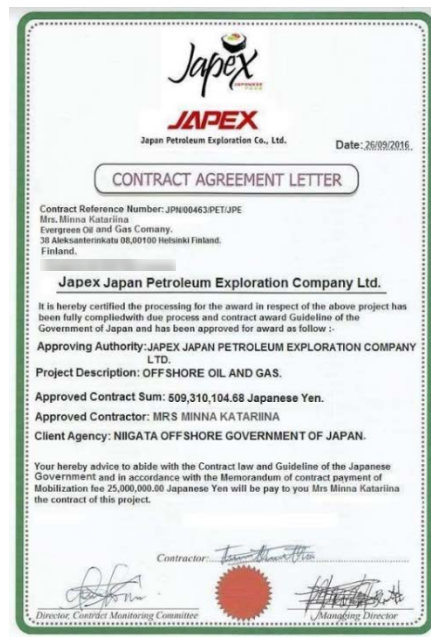 Japex
JAPANESE
FOOD
JAPEX
Japan Petroleum Exploration Co., Ltd.
Date: 26/09/2016.
CONTRACT AGREEMENT LETTER
Contract Reference Number: JPN/00463/PET/JPE
Mrs. Minna Katariina
Evergreen Oil and Gas Comany.
38 Aleksanterinkatu 08,00100 Helsinki Finland.
Finland.
Japex Japan Petroleum Exploration Company Ltd.
It is hereby certified the processing for the award in respect of the above project has
been fully compliedwith due process and contract award Guideline of the
Government of Japan and has been approved for award as follow :-
Approving Authority:JAPEX JAPAN PETROLEUM EXPLORATION COMPANY
LTD.
Project Description: OFFSHORE OIL AND GAS.
Approved Contract Sum: 509,310,104.68 Japanese Yen.
Approved Contractor: MRS MINNA KATARIINA
Client Agency: NIIGATA OFFSHORE GOVERNMENT OF JAPAN.
Your hereby advice to abide with the Contract law and Guideline of the Japanese
Government and in accordance with the Memorandum of contract payment of
Mobilization fee 25,000,000.00 Japanese Yen will be pay to you Mrs Minna Katariina
the contract of this project.
Contractor:
Director, Contract Monitoring Committee
Managing Director